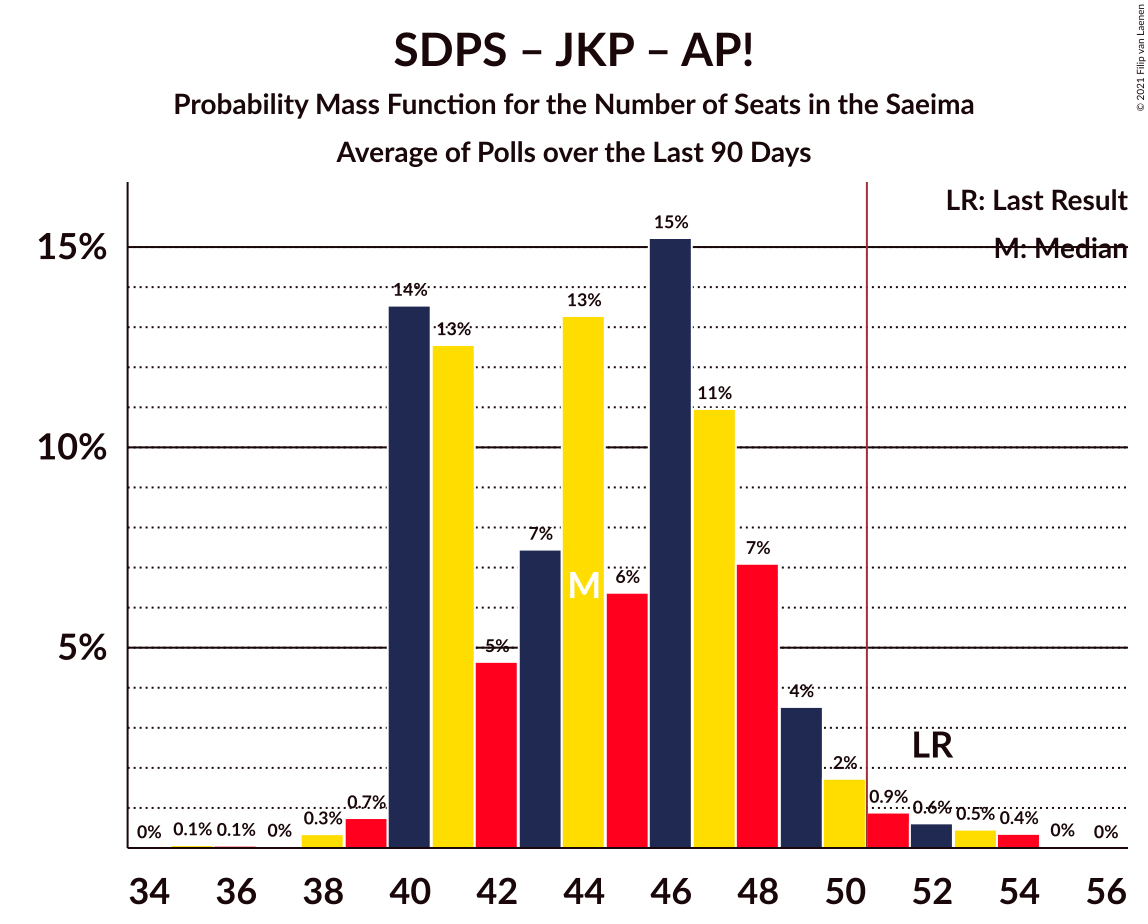 SDPS – JKP – AP!
Probability Mass Function for the Number of Seats in the Saeima
Average of Polls over the Last 90 Days
© 2021 Filip van Laenen
LR: Last Result
M: Median
15%
10%
5%
0% 0.1% 0.1% 0% 0.3% 0.7% 14% 13% 5% 7% 13% 6% 15% 11% 7% 4% 2% 0.9% 0.6% 0.5% 0.4% 0% 0%
M
LR
34 36 38 40 42 44 46 48 50 52 54 56